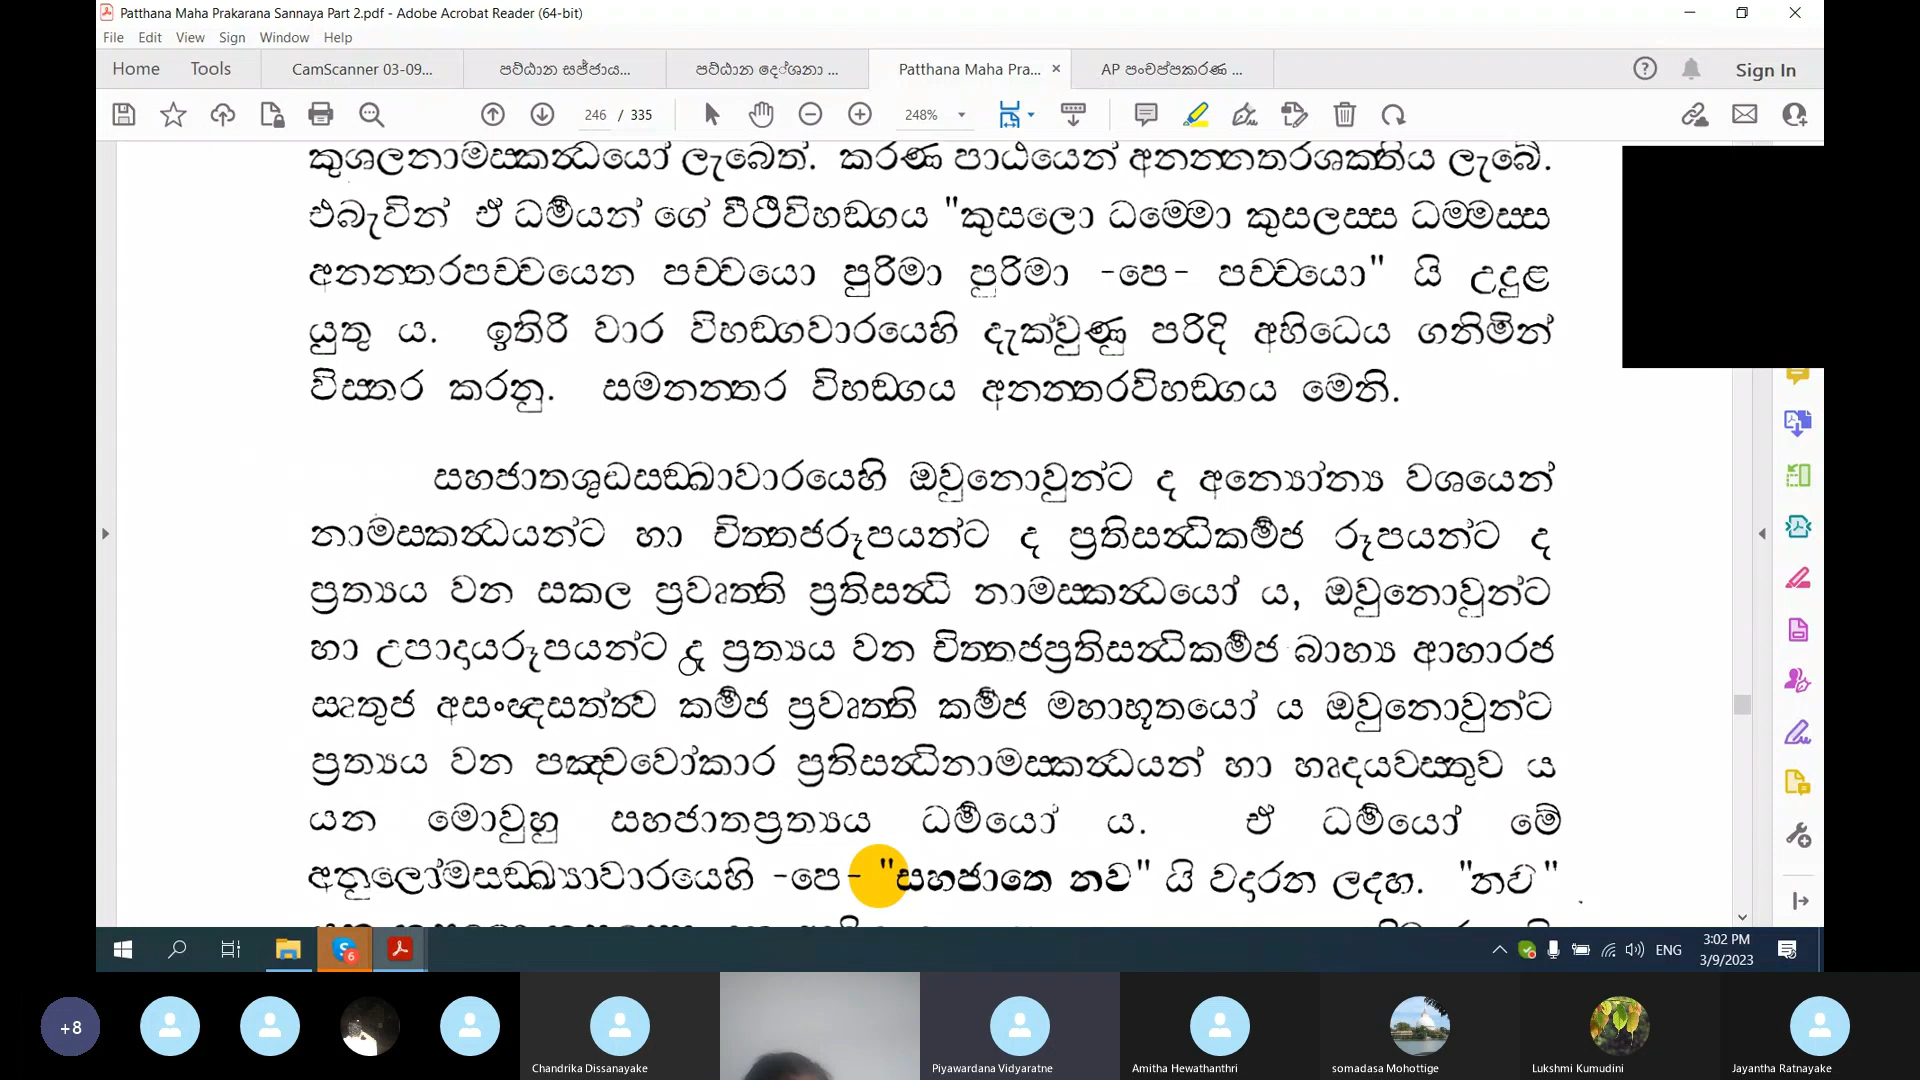 Patthana Maha Prakarana Sannaya Part 2.pdf - Adobe Acrobat Reader (64-bit)
File Edit View Sign Window Help
Home Tools CamScanner 03-09... පට්ඨාන සජ්ඣාය... පට්ඨාන දේශනා ... Patthana Maha Pra... × AP පංචප්පකරණ ... Sign In
246 / 335 248%
කුශලනාමස්කන්ධයෝ ලැබෙත්. කරණ පාඨයෙන් අනන්තරශක්තිය ලැබේ.
එබැවින් ඒ ධර්මයන් ගේ වීථිවිභඞ්ගය "කුසලො ධම්මො කුසලස්ස ධම්මස්ස
අනන්තරපච්චයෙන පච්චයො පුරිමා පුරිමා -පෙ- පච්චයො" යි උදුළ
යුතු ය. ඉතිරි වාර විභඞ්ගවාරයෙහි දැක්වුණු පරිදි අභිධෙය ගනිමින්
විස්තර කරනු. සමනන්තර විභඞ්ගය අනන්තරවිභඞ්ගය මෙනි.
සහජාතශුඩසඞ්ඛාවාරයෙහි ඔවුනොවුන්ට ද අන්‍යෝන්‍ය වශයෙන්
නාමස්කන්ධයන්ට හා චිත්තජරූපයන්ට ද ප්‍රතිසන්ධිකර්මජ රූපයන්ට ද
ප්‍රත්‍යය වන සකල ප්‍රවෘත්ති ප්‍රතිසන්ධි නාමස්කන්ධයෝ ය, ඔවුනොවුන්ට
හා උපාදායරූපයන්ට ද ප්‍රත්‍යය වන චිත්තජප්‍රතිසන්ධිකර්මජ බාහ්‍ය ආහාරජ
ඍතුජ අසංඥසත්ත්ව කර්මජ ප්‍රවෘත්ති කර්මජ මහාභූතයෝ ය ඔවුනොවුන්ට
ප්‍රත්‍යය වන පඤ්චවෝකාර ප්‍රතිසන්ධිනාමස්කන්ධයන් හා හෘදයවස්තුව ය
යන මොවුහු සහජාතප්‍රත්‍යය ධර්මයෝ ය. ඒ ධර්මයෝ මේ
අනුලෝමසඞ්ඛ්‍යාවාරයෙහි -පෙ- "සහජාතෙ නව" යි වදාරන ලදහ. "නව"
ENG
3:02 PM
3/9/2023
6
+8
Chandrika Dissanayake
Piyawardana Vidyaratne
Amitha Hewathanthri
somadasa Mohottige
Lukshmi Kumudini
Jayantha Ratnayake